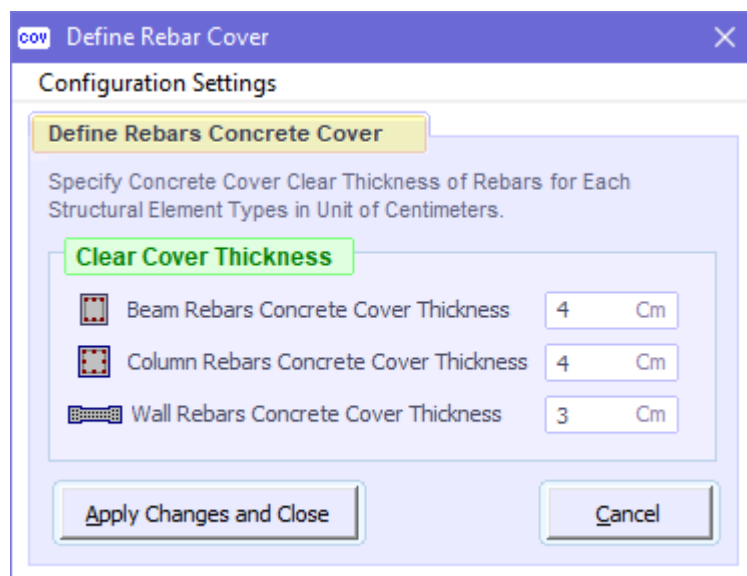 cov Define Rebar Cover
Configuration Settings
Define Rebars Concrete Cover
Specify Concrete Cover Clear Thickness of Rebars for Each
Structural Element Types in Unit of Centimeters.
Clear Cover Thickness
Beam Rebars Concrete Cover Thickness 4 Cm
Column Rebars Concrete Cover Thickness 4 Cm
Wall Rebars Concrete Cover Thickness 3 Cm
Apply Changes and Close Cancel